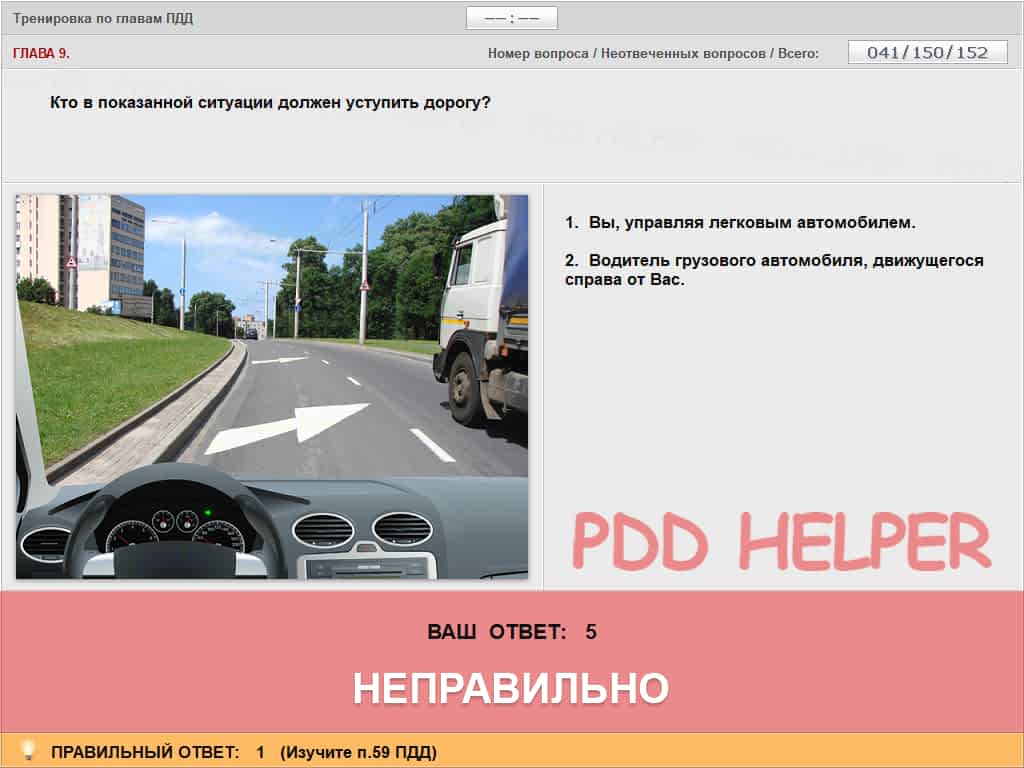 Тренировка по главам ПДД
—— : ——
ГЛАВА 9.
Номер вопроса / Неотвеченных вопросов / Всего: 041/150/152
Кто в показанной ситуации должен уступить дорогу?
1. Вы, управляя легковым автомобилем.
2. Водитель грузового автомобиля, движущегося
справа от Вас.
PDD HELPER
ВАШ ОТВЕТ: 5
НЕПРАВИЛЬНО
ПРАВИЛЬНЫЙ ОТВЕТ: 1 (Изучите п.59 ПДД)